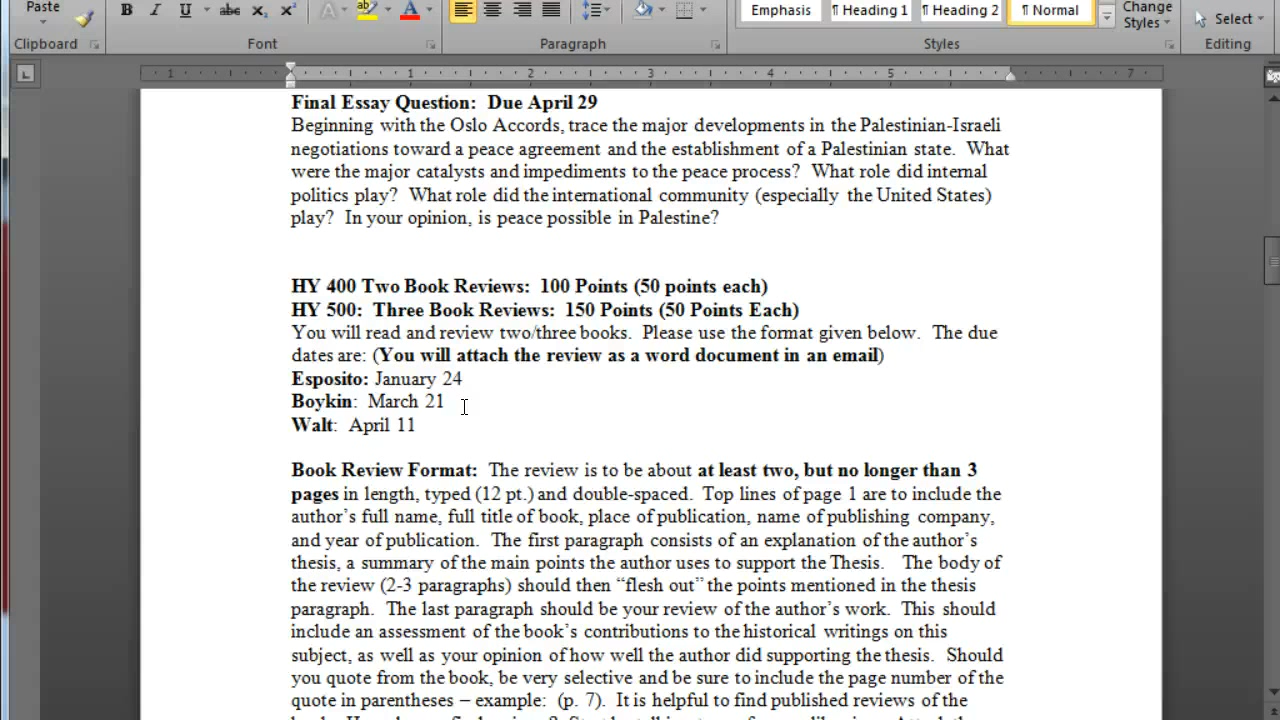 Paste
B I U abc x₂ x² A ab A
Emphasis ¶ Heading 1 ¶ Heading 2 ¶ Normal
Change Styles
Select
Clipboard Font Paragraph Styles Editing
1 1 2 3 4 5 7
Final Essay Question:  Due April 29
Beginning with the Oslo Accords, trace the major developments in the Palestinian-Israeli
negotiations toward a peace agreement and the establishment of a Palestinian state.  What
were the major catalysts and impediments to the peace process?  What role did internal
politics play?  What role did the international community (especially the United States)
play?  In your opinion, is peace possible in Palestine?
HY 400 Two Book Reviews:  100 Points (50 points each)
HY 500:  Three Book Reviews:  150 Points (50 Points Each)
You will read and review two/three books.  Please use the format given below.  The due
dates are: (You will attach the review as a word document in an email)
Esposito: January 24
Boykin:  March 21
Walt:  April 11
Book Review Format:  The review is to be about at least two, but no longer than 3
pages in length, typed (12 pt.) and double-spaced.  Top lines of page 1 are to include the
author’s full name, full title of book, place of publication, name of publishing company,
and year of publication.  The first paragraph consists of an explanation of the author’s
thesis, a summary of the main points the author uses to support the Thesis.   The body of
the review (2-3 paragraphs) should then “flesh out” the points mentioned in the thesis
paragraph.  The last paragraph should be your review of the author’s work.  This should
include an assessment of the book’s contributions to the historical writings on this
subject, as well as your opinion of how well the author did supporting the thesis.  Should
you quote from the book, be very selective and be sure to include the page number of the
quote in parentheses – example:  (p. 7).  It is helpful to find published reviews of the